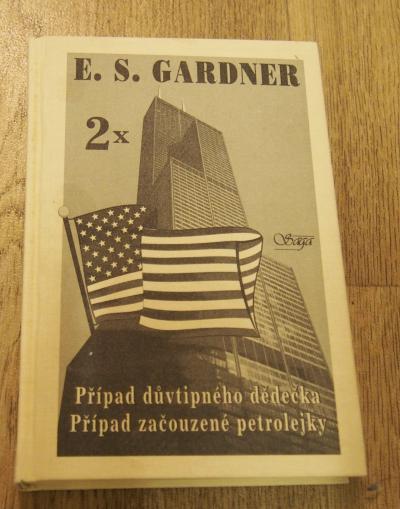 E. S. GARDNER
2x
Saga
Případ důvtipného dědečka
Případ začouzené petrolejky